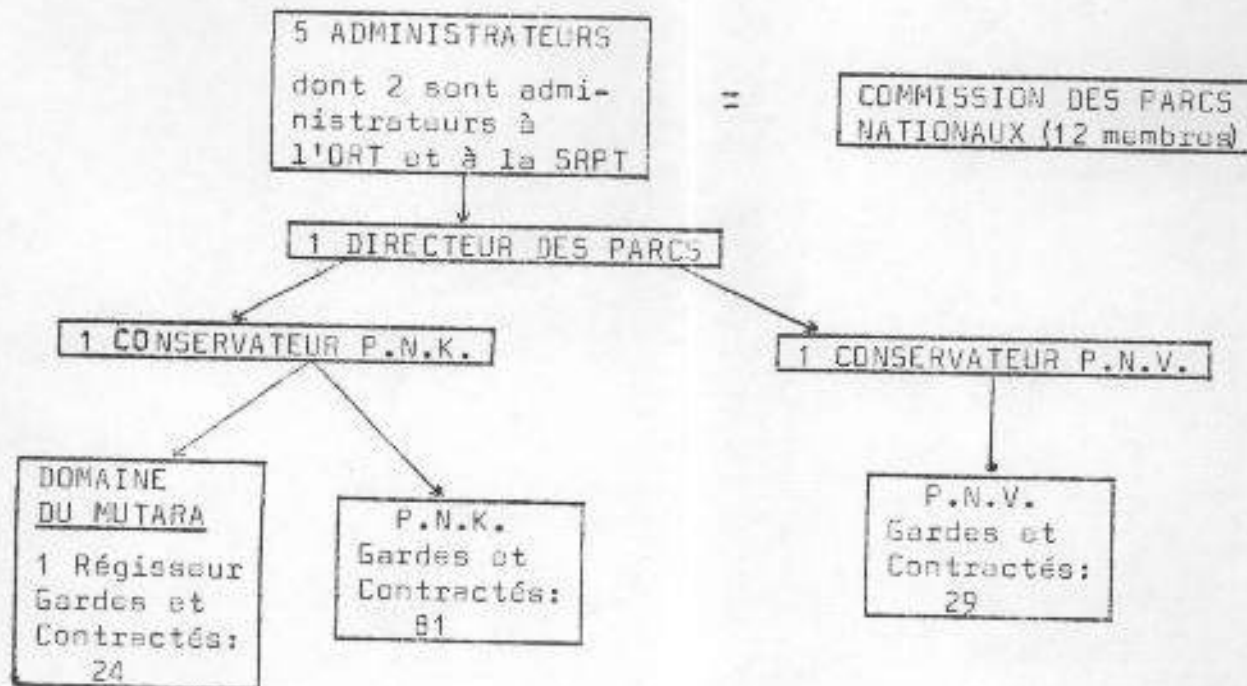 5 ADMINISTRATEURS
dont 2 sont admi-
nistrateurs à
l'ORT et à la SAPT
=
COMMISSION DES PARCS
NATIONAUX (12 membres)
1 DIRECTEUR DES PARCS
1 CONSERVATEUR P.N.K.
1 CONSERVATEUR P.N.V.
DOMAINE
DU MUTARA
1 Régisseur
Gardes et
Contractés:
24
P.N.K.
Gardes et
Contractés:
81
P.N.V.
Gardes et
Contractés:
29